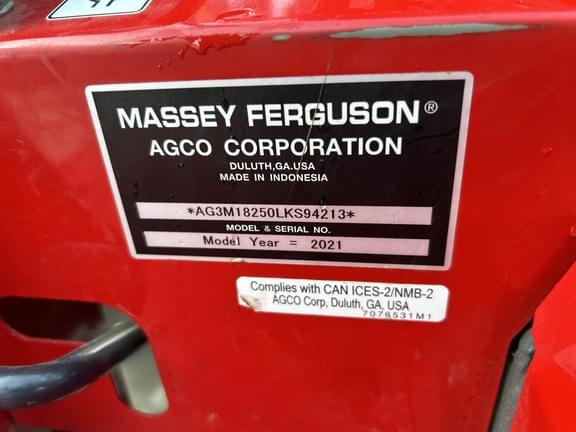 MASSEY FERGUSON®
AGCO CORPORATION
DULUTH,GA.USA
MADE IN INDONESIA
*AG3M18250LKS94213*
MODEL & SERIAL NO.
Model Year = 2021
Complies with CAN ICES-2/NMB-2
AGCO Corp, Duluth, GA, USA
7076531M1